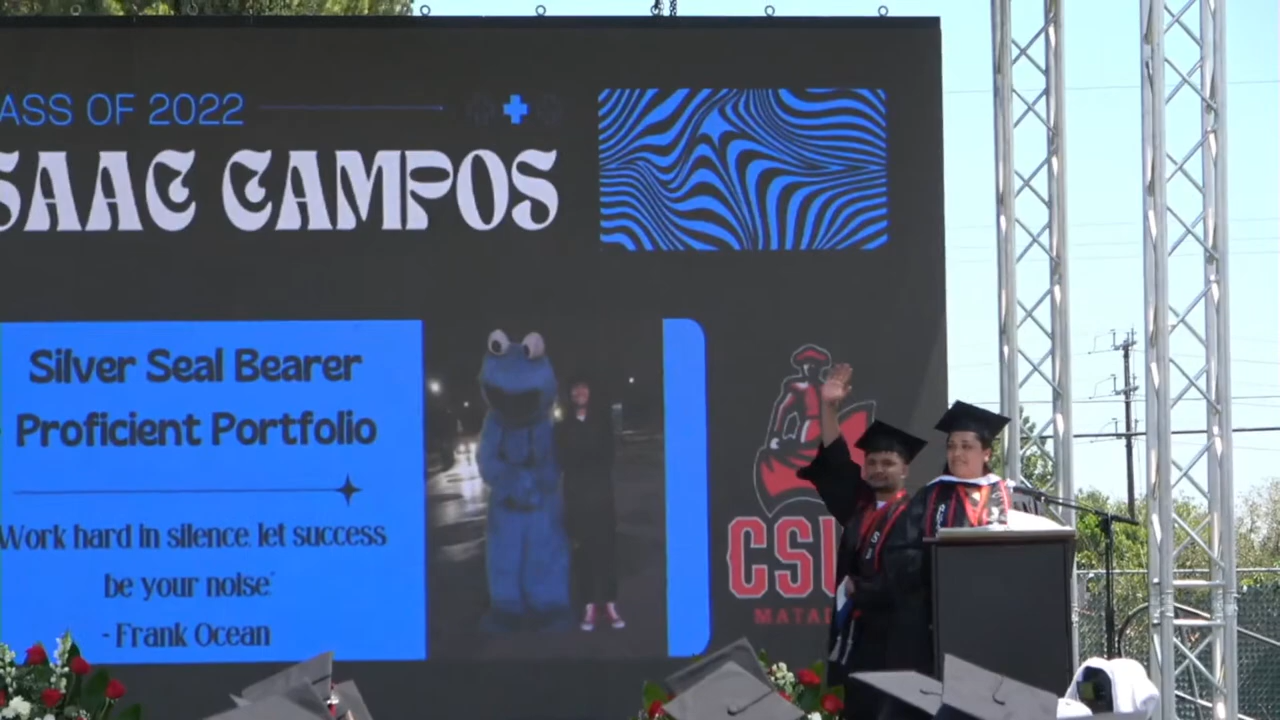 ASS OF 2022
SAAC CAMPOS
Silver Seal Bearer
Proficient Portfolio
Work hard in silence, let success
be your noise"
- Frank Ocean
CSU
MATA